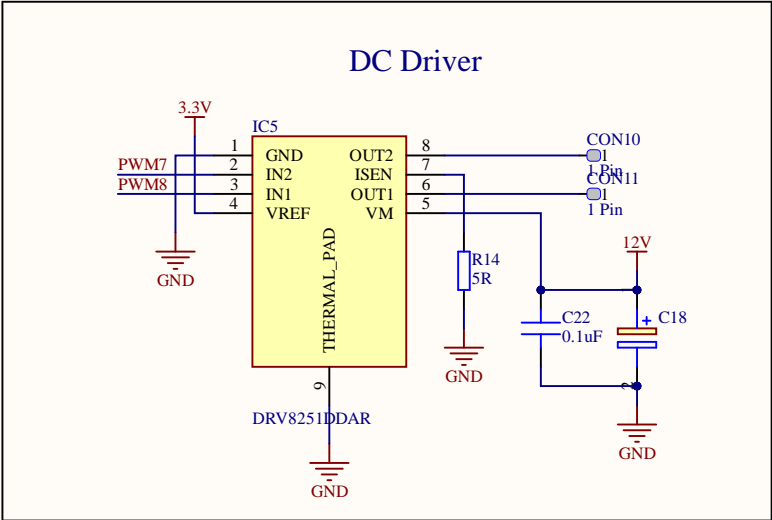 DC Driver
3.3V
IC5
1
GND
OUT2
8
CON10
1
1 Pin
PWM7
2
IN2
ISEN
7
CON11
PWM8
3
IN1
OUT1
6
1
1 Pin
4
VREF
VM
5
12V
THERMAL_PAD
R14
5R
GND
C22
0.1uF
+
C18
GND
9
2
DRV8251DDAR
GND
GND